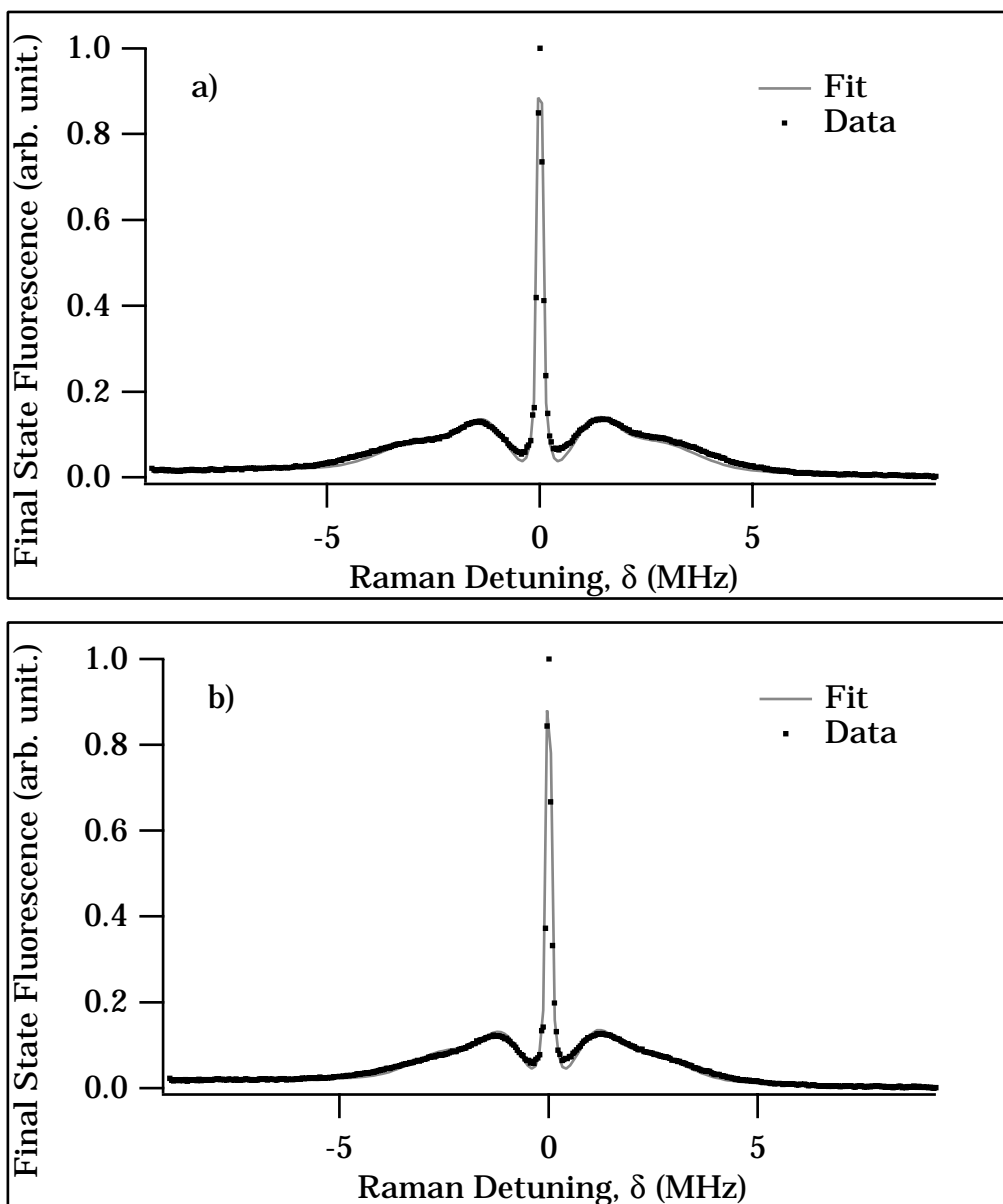 Final State Fluorescence (arb. unit.)
1.0
0.8
0.6
0.4
0.2
0.0
a)
Fit
Data
-5
0
5
Raman Detuning, δ (MHz)
Final State Fluorescence (arb. unit.)
1.0
0.8
0.6
0.4
0.2
0.0
b)
Fit
Data
-5
0
5
Raman Detuning, δ (MHz)